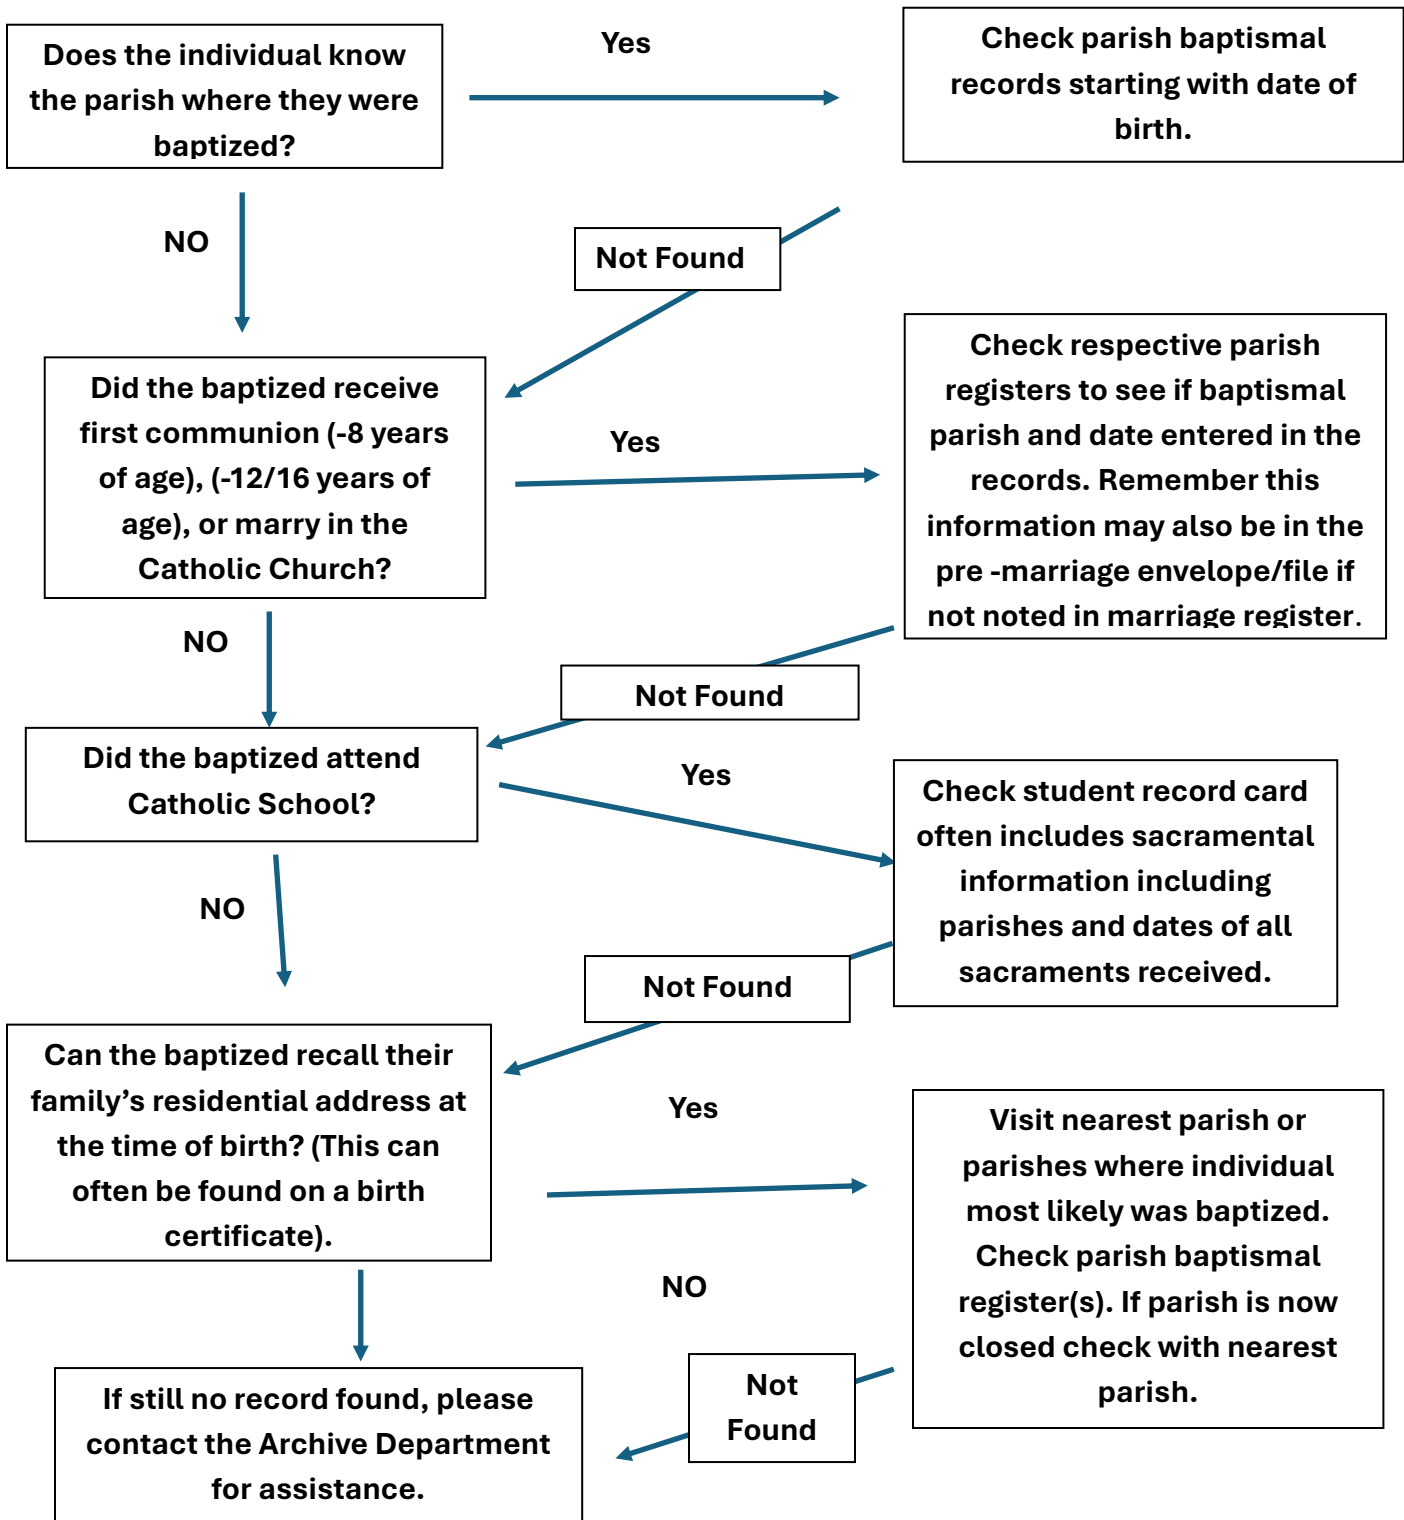 Does the individual know
the parish where they were
baptized?
Yes
Check parish baptismal
records starting with date of
birth.
NO
Not Found
Did the baptized receive
first communion (-8 years
of age), (-12/16 years of
age), or marry in the
Catholic Church?
Yes
Check respective parish
registers to see if baptismal
parish and date entered in the
records. Remember this
information may also be in the
pre -marriage envelope/file if
not noted in marriage register.
NO
Not Found
Did the baptized attend
Catholic School?
Yes
Check student record card
often includes sacramental
information including
parishes and dates of all
sacraments received.
NO
Not Found
Can the baptized recall their
family’s residential address at
the time of birth? (This can
often be found on a birth
certificate).
Yes
Visit nearest parish or
parishes where individual
most likely was baptized.
Check parish baptismal
register(s). If parish is now
closed check with nearest
parish.
NO
Not
Found
If still no record found, please
contact the Archive Department
for assistance.